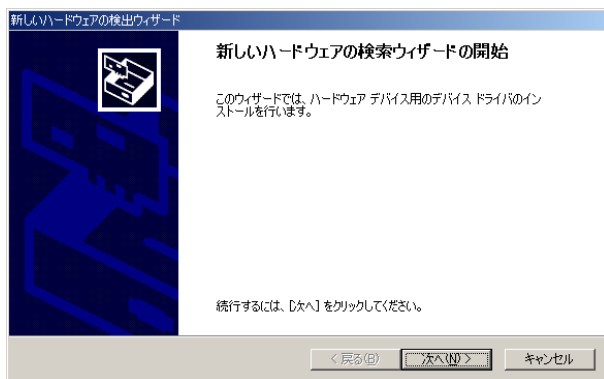 新しいハードウェアの検出ウィザード
新しいハードウェアの検索ウィザードの開始
このウィザードでは、ハードウェア デバイス用のデバイス ドライバのイン
ストールを行います。
続行するには、[次へ] をクリックしてください。
< 戻る(B)
次へ(N) >
キャンセル